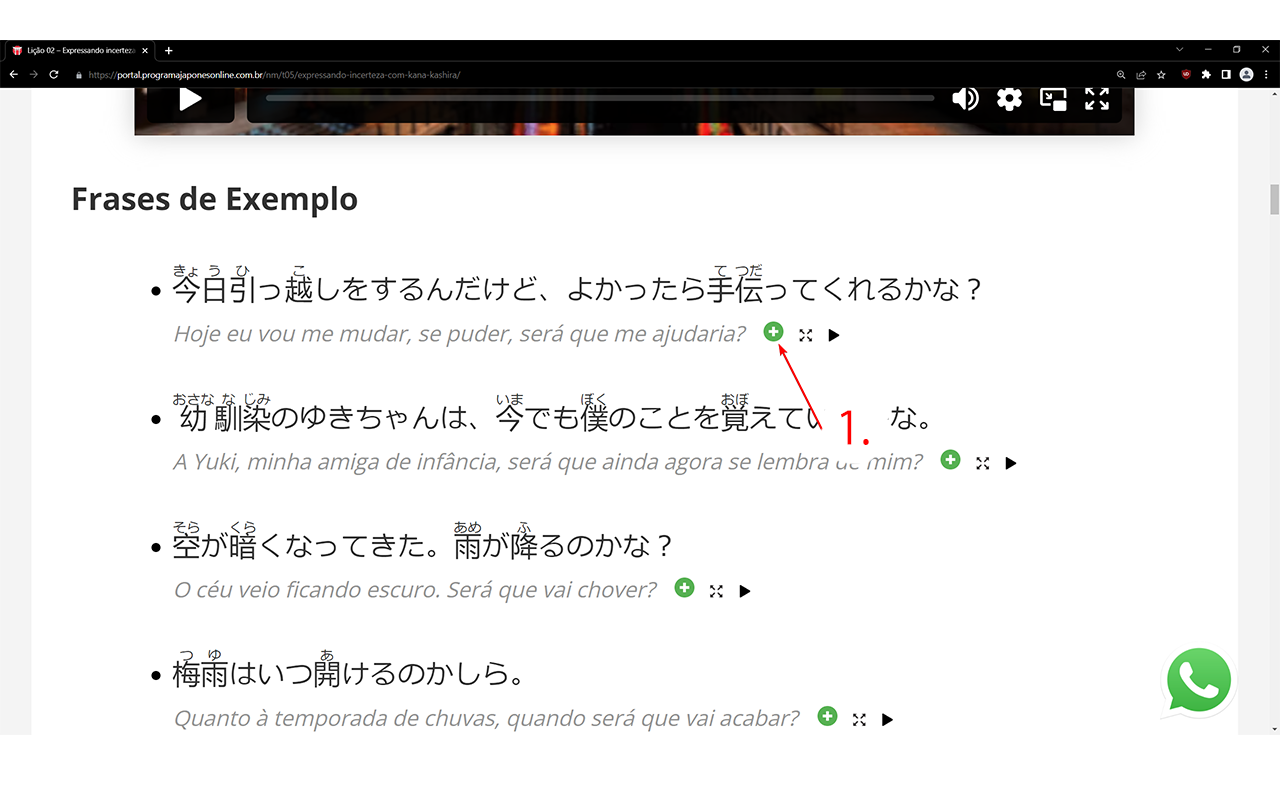 Lição 02 – Expressando incerteza
https://portal.programajaponesonline.com.br/nm/t05/expressando-incerteza-com-kana-kashira/
Frases de Exemplo
きょ う ひ こ て つだ
今日引っ越しをするんだけど、よかったら手伝ってくれるかな？
Hoje eu vou me mudar, se puder, será que me ajudaria?
おさな な じみ いま ぼく おぼ
幼馴染のゆきちゃんは、今でも僕のことを覚えて な。
1.
A Yuki, minha amiga de infância, será que ainda agora se lembra de mim?
そら くら あめ ふ
空が暗くなってきた。雨が降るのかな？
O céu veio ficando escuro. Será que vai chover?
つ ゆ あ
梅雨はいつ開けるのかしら。
Quanto à temporada de chuvas, quando será que vai acabar?